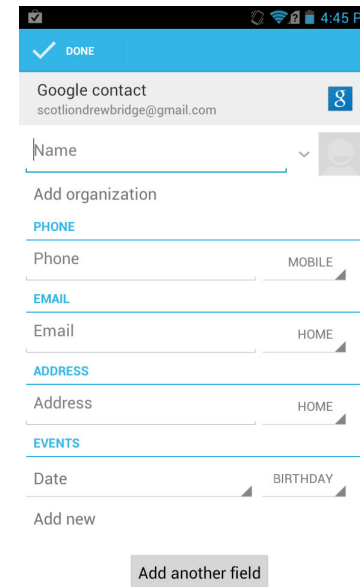 4:45 P
DONE
Google contact
scotliondrewbridge@gmail.com
g
Name
Add organization
PHONE
Phone MOBILE
EMAIL
Email HOME
ADDRESS
Address HOME
EVENTS
Date BIRTHDAY
Add new
Add another field